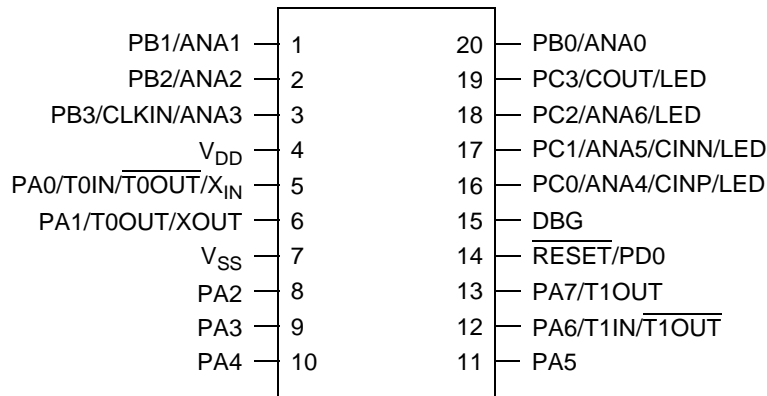 PB1/ANA1 1 20 PB0/ANA0
PB2/ANA2 2 19 PC3/COUT/LED
PB3/CLKIN/ANA3 3 18 PC2/ANA6/LED
VDD 4 17 PC1/ANA5/CINN/LED
PA0/T0IN/T̅0̅O̅U̅T̅/XIN 5 16 PC0/ANA4/CINP/LED
PA1/T0OUT/XOUT 6 15 DBG
VSS 7 14 R̅E̅S̅E̅T̅/PD0
PA2 8 13 PA7/T1OUT
PA3 9 12 PA6/T1IN/T̅1̅O̅U̅T̅
PA4 10 11 PA5